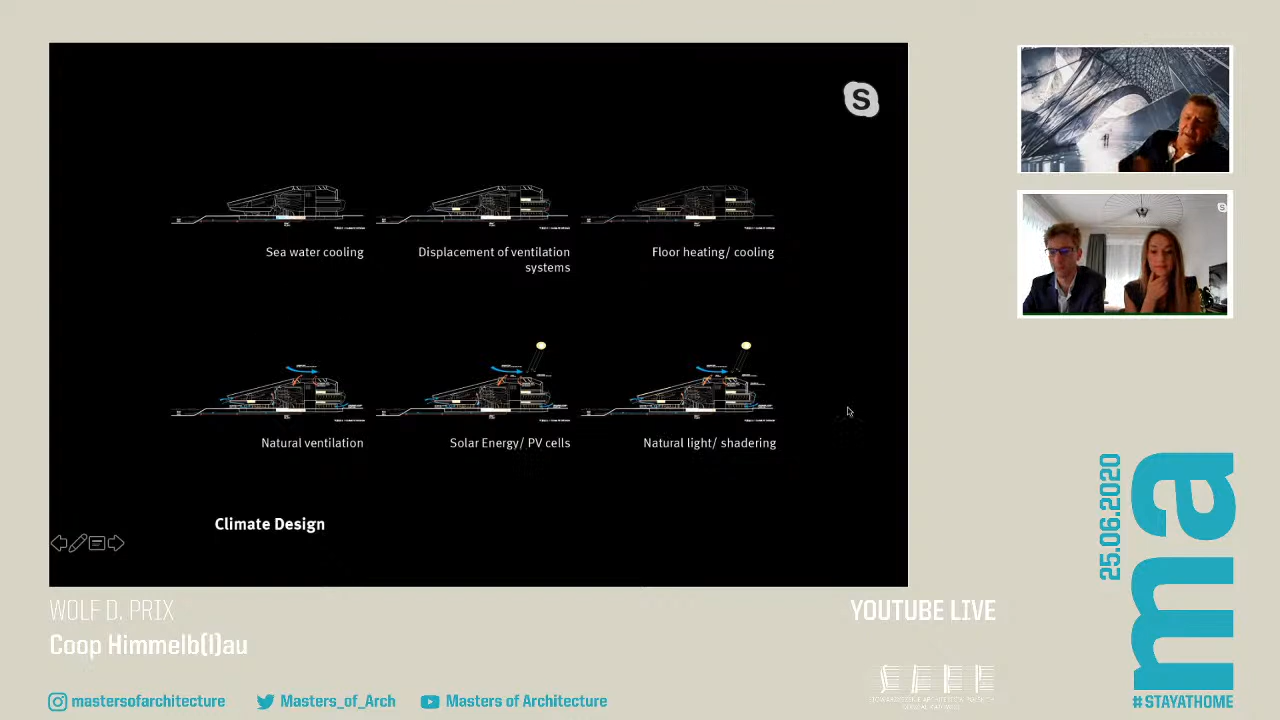 S
Sea water cooling
Displacement of ventilation
systems
Floor heating/ cooling
Natural ventilation
Solar Energy/ PV cells
Natural light/ shadering
Climate Design
WOLF D. PRIX
Coop Himmelb(l)au
YOUTUBE LIVE
mastersofarchitecture
Masters_of_Arch
Masters of Architecture
25.06.2020
ma
#STAYATHOME